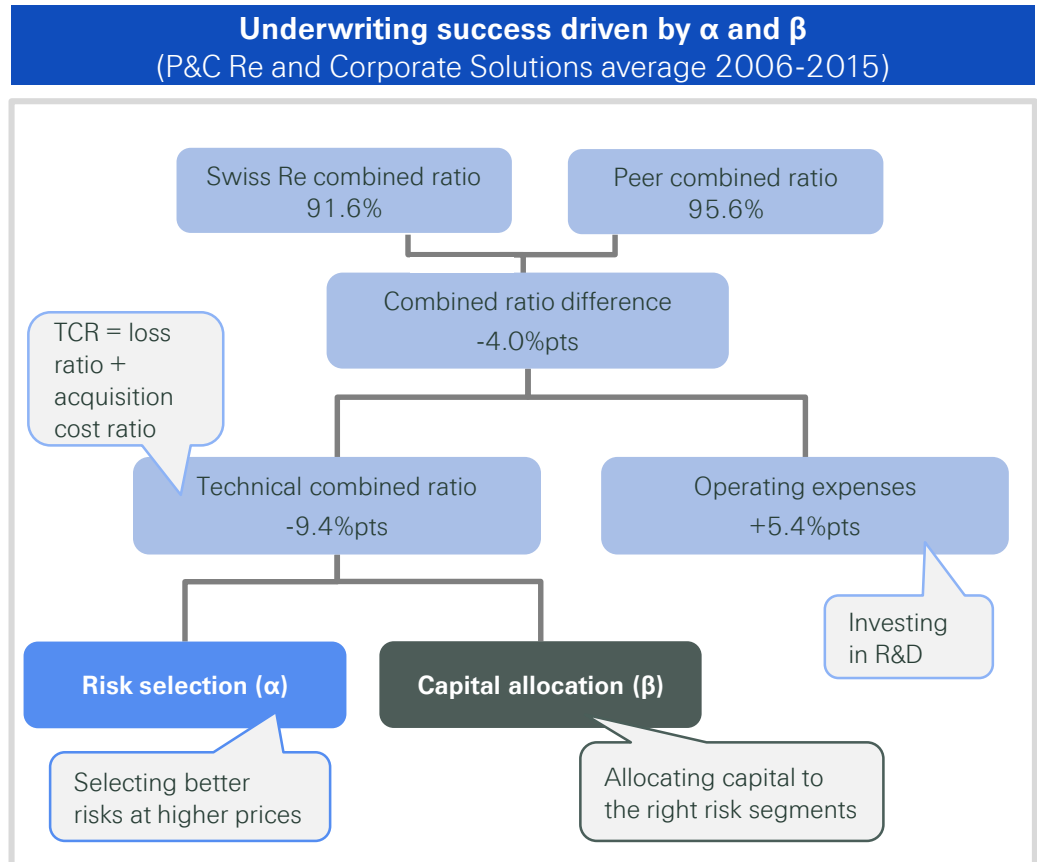 Underwriting success driven by α and β
(P&C Re and Corporate Solutions average 2006-2015)
Swiss Re combined ratio
91.6%
Peer combined ratio
95.6%
Combined ratio difference
-4.0%pts
TCR = loss
ratio +
acquisition
cost ratio
Technical combined ratio
-9.4%pts
Operating expenses
+5.4%pts
Investing
in R&D
Risk selection (α)
Capital allocation (β)
Selecting better
risks at higher prices
Allocating capital to
the right risk segments